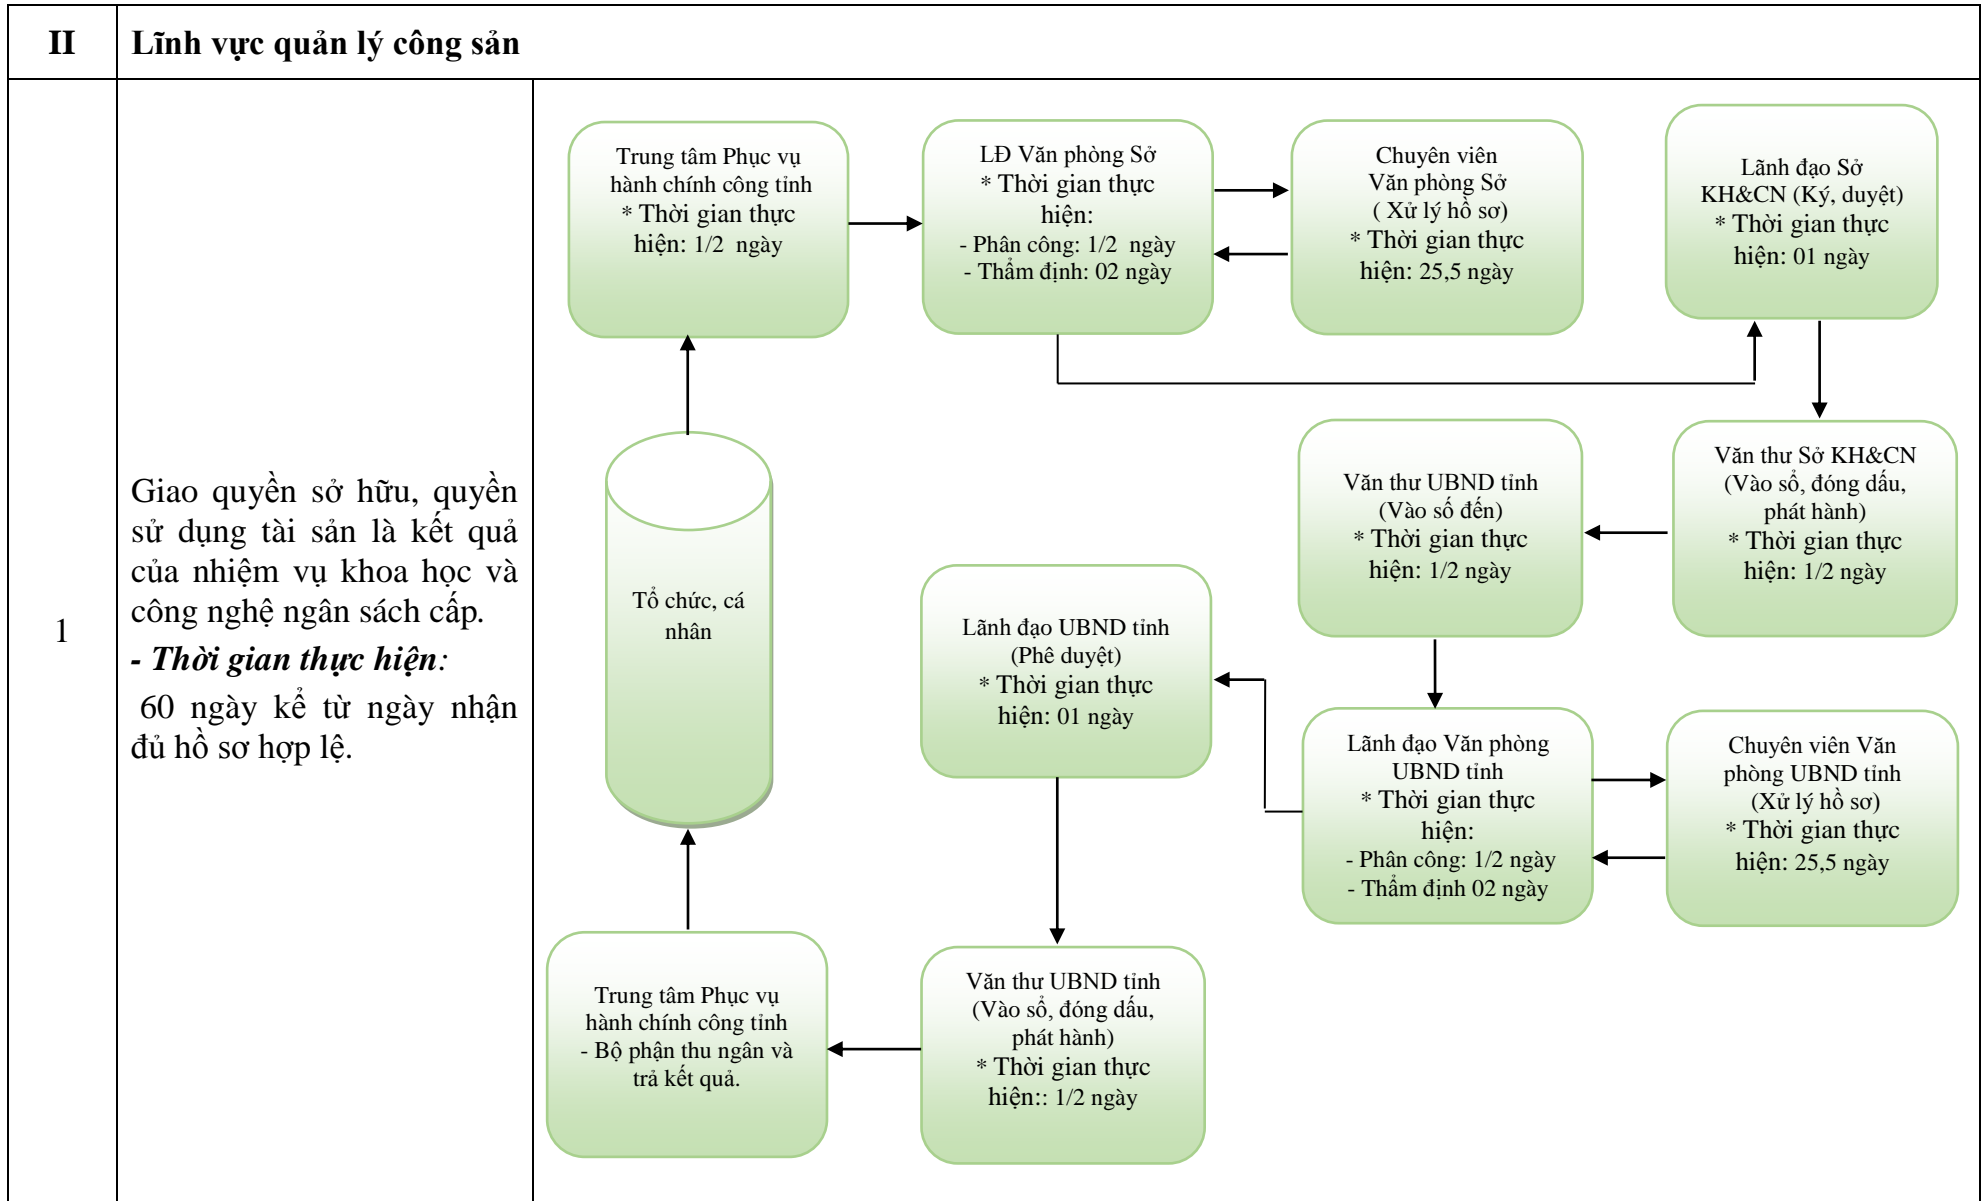 II
Lĩnh vực quản lý công sản
1
Giao quyền sở hữu, quyền
sử dụng tài sản là kết quả
của nhiệm vụ khoa học và
công nghệ ngân sách cấp.
- Thời gian thực hiện:
60 ngày kể từ ngày nhận
đủ hồ sơ hợp lệ.
Trung tâm Phục vụ
hành chính công tỉnh
* Thời gian thực
hiện: 1/2 ngày
LĐ Văn phòng Sở
* Thời gian thực
hiện:
- Phân công: 1/2 ngày
- Thẩm định: 02 ngày
Chuyên viên
Văn phòng Sở
( Xử lý hồ sơ)
* Thời gian thực
hiện: 25,5 ngày
Lãnh đạo Sở
KH&CN (Ký, duyệt)
* Thời gian thực
hiện: 01 ngày
Văn thư Sở KH&CN
(Vào sổ, đóng dấu,
phát hành)
* Thời gian thực
hiện: 1/2 ngày
Văn thư UBND tỉnh
(Vào số đến)
* Thời gian thực
hiện: 1/2 ngày
Lãnh đạo Văn phòng
UBND tỉnh
* Thời gian thực
hiện:
- Phân công: 1/2 ngày
- Thẩm định 02 ngày
Chuyên viên Văn
phòng UBND tỉnh
(Xử lý hồ sơ)
* Thời gian thực
hiện: 25,5 ngày
Lãnh đạo UBND tỉnh
(Phê duyệt)
* Thời gian thực
hiện: 01 ngày
Văn thư UBND tỉnh
(Vào sổ, đóng dấu,
phát hành)
* Thời gian thực
hiện:: 1/2 ngày
Trung tâm Phục vụ
hành chính công tỉnh
- Bộ phận thu ngân và
trả kết quả.
Tổ chức, cá
nhân